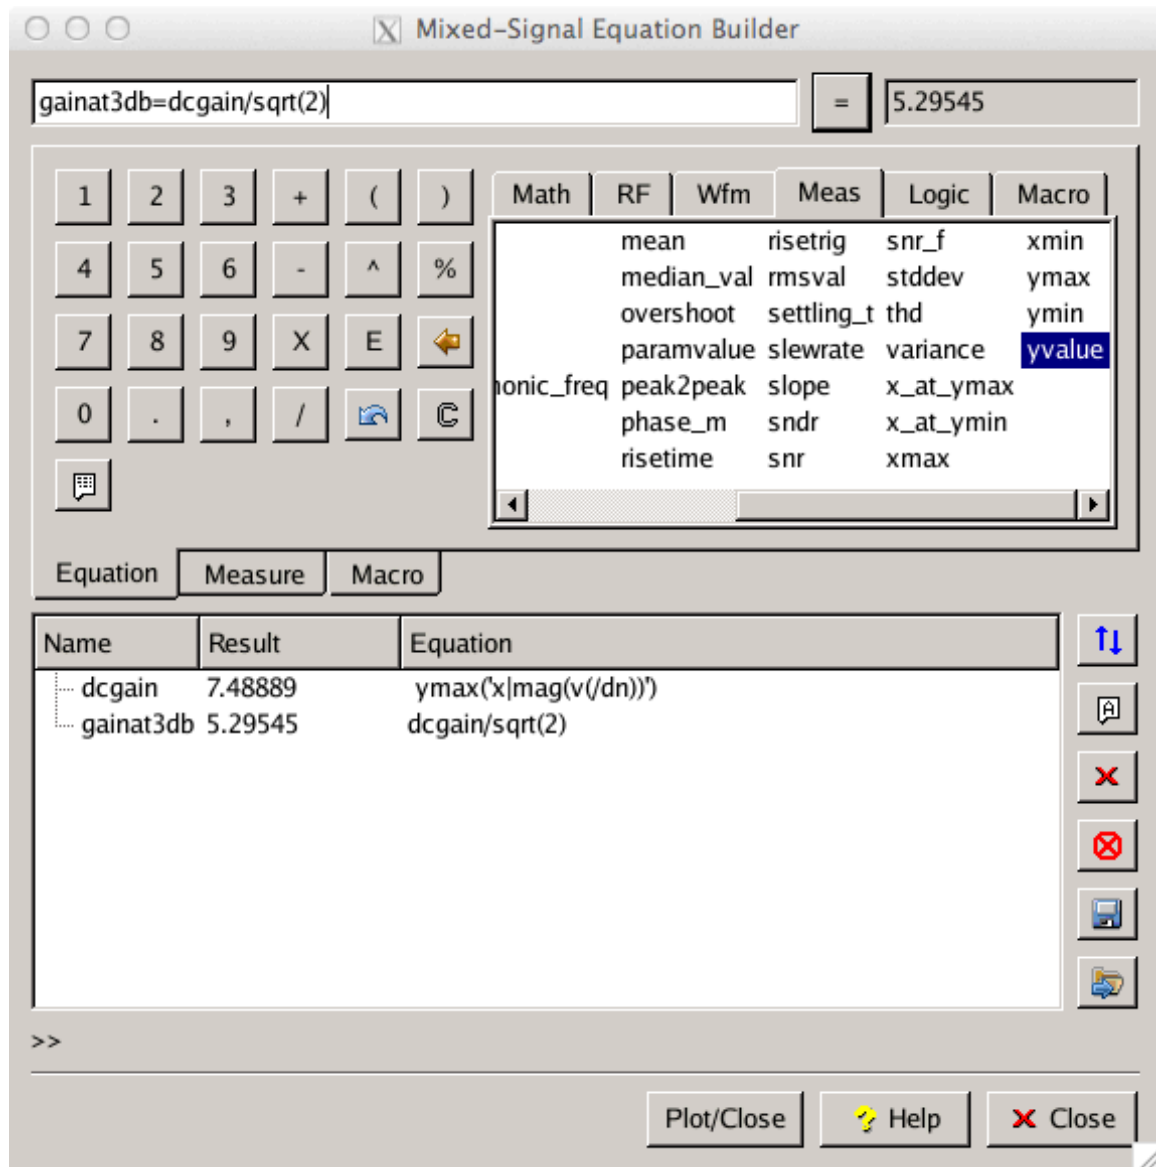 Mixed-Signal Equation Builder
gainat3db=dcgain/sqrt(2) = 5.29545
1 2 3 + ( )
4 5 6 - ^ %
7 8 9 X E
0 . , / C
Math RF Wfm Meas Logic Macro
mean risetrig snr_f xmin
median_val rmsval stddev ymax
overshoot settling_t thd ymin
paramvalue slewrate variance yvalue
onic_freq peak2peak slope x_at_ymax
phase_m sndr x_at_ymin
risetime snr xmax
Equation Measure Macro
Name Result Equation
dcgain 7.48889 ymax('x|mag(v(/dn))')
gainat3db 5.29545 dcgain/sqrt(2)
A
>>
Plot/Close ? Help Close